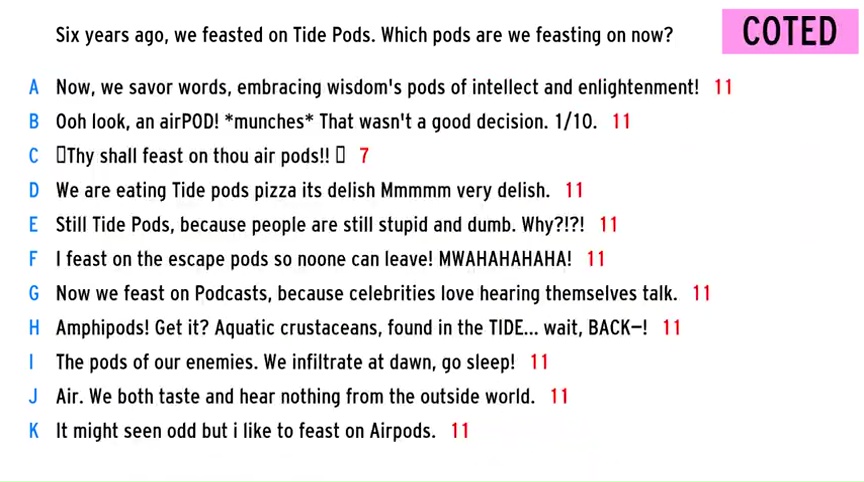 Six years ago, we feasted on Tide Pods. Which pods are we feasting on now?
COTED
A Now, we savor words, embracing wisdom's pods of intellect and enlightenment! 11
B Ooh look, an airPOD! *munches* That wasn't a good decision. 1/10. 11
C ▯Thy shall feast on thou air pods!! ▯ 7
D We are eating Tide pods pizza its delish Mmmmm very delish. 11
E Still Tide Pods, because people are still stupid and dumb. Why?!?! 11
F I feast on the escape pods so noone can leave! MWAHAHAHAHA! 11
G Now we feast on Podcasts, because celebrities love hearing themselves talk. 11
H Amphipods! Get it? Aquatic crustaceans, found in the TIDE... wait, BACK—! 11
I The pods of our enemies. We infiltrate at dawn, go sleep! 11
J Air. We both taste and hear nothing from the outside world. 11
K It might seen odd but i like to feast on Airpods. 11